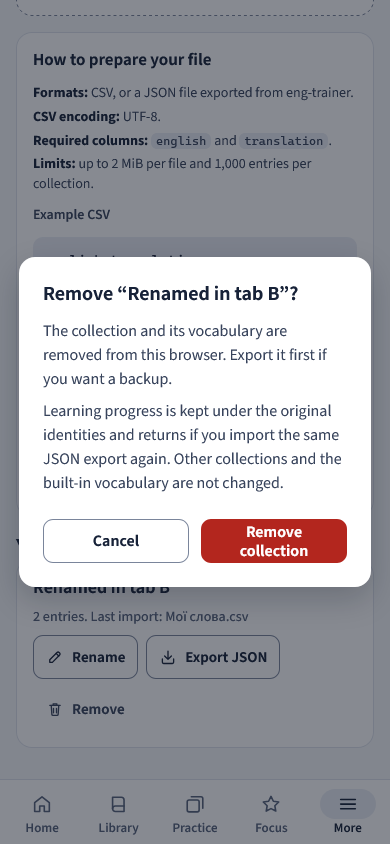 How to prepare your file
Formats: CSV, or a JSON file exported from eng-trainer.
CSV encoding: UTF-8.
Required columns: english and translation.
Limits: up to 2 MiB per file and 1,000 entries per
collection.
Example CSV
Remove “Renamed in tab B”?
The collection and its vocabulary are
removed from this browser. Export it first if
you want a backup.
Learning progress is kept under the original
identities and returns if you import the same
JSON export again. Other collections and the
built-in vocabulary are not changed.
Cancel
Remove
collection
Renamed in tab B
2 entries. Last import: Мої слова.csv
Rename
Export JSON
Remove
Home
Library
Practice
Focus
More